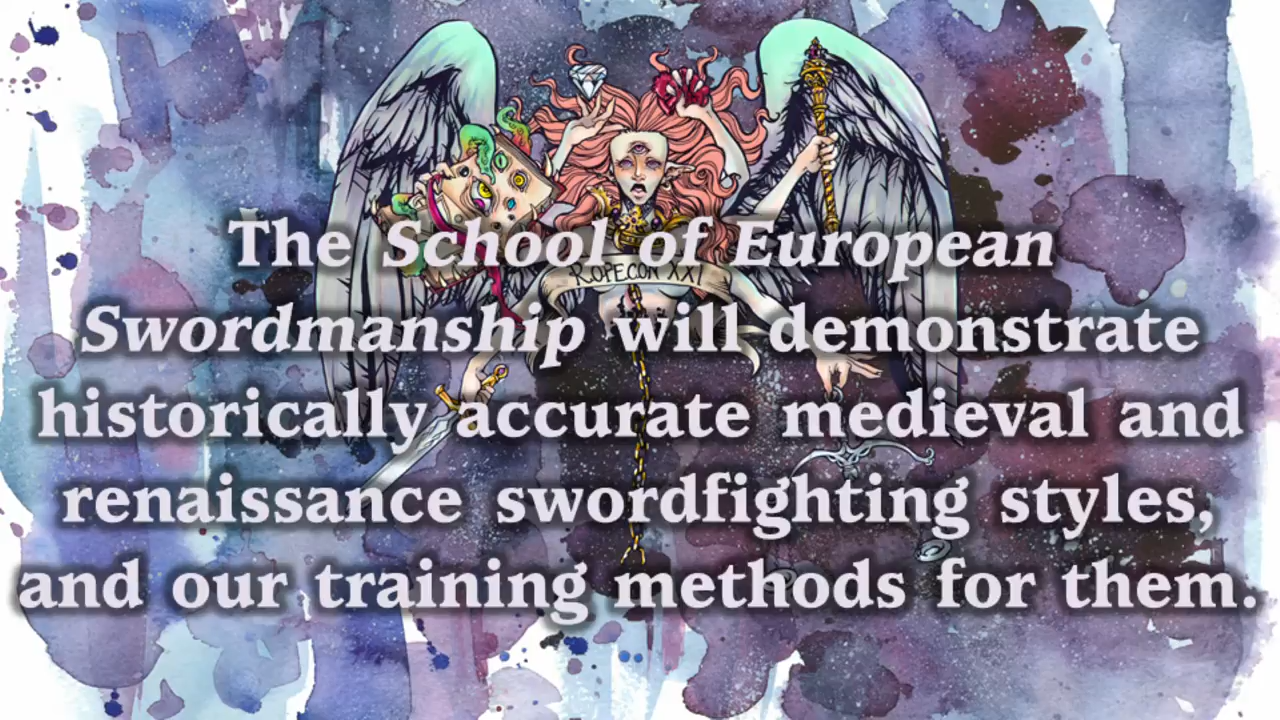 ROPECON XXI
The School of European
Swordmanship will demonstrate
historically accurate medieval and
renaissance swordfighting styles,
and our training methods for them.